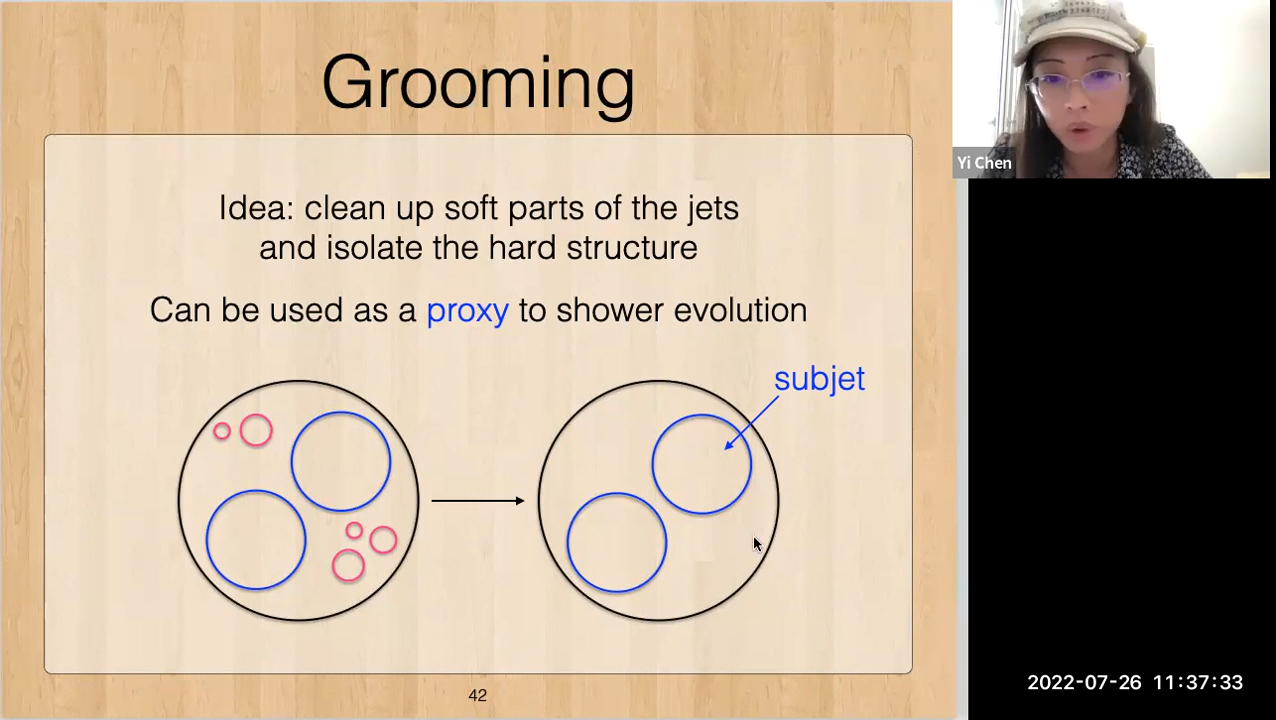 Grooming
Idea: clean up soft parts of the jets
and isolate the hard structure
Can be used as a proxy to shower evolution
subjet
42
Yi Chen
2022-07-26 11:37:33